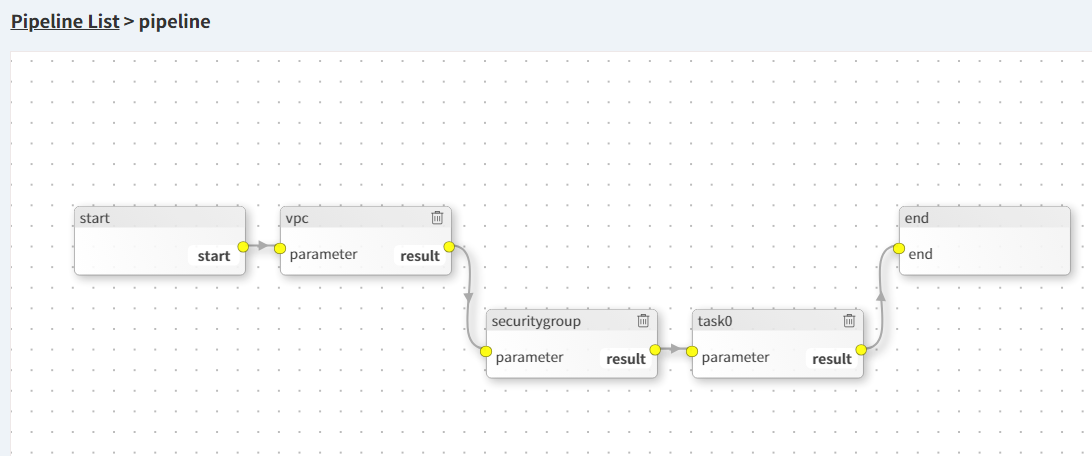 Pipeline List > pipeline
start
start
vpc
parameter
result
securitygroup
parameter
result
task0
parameter
result
end
end